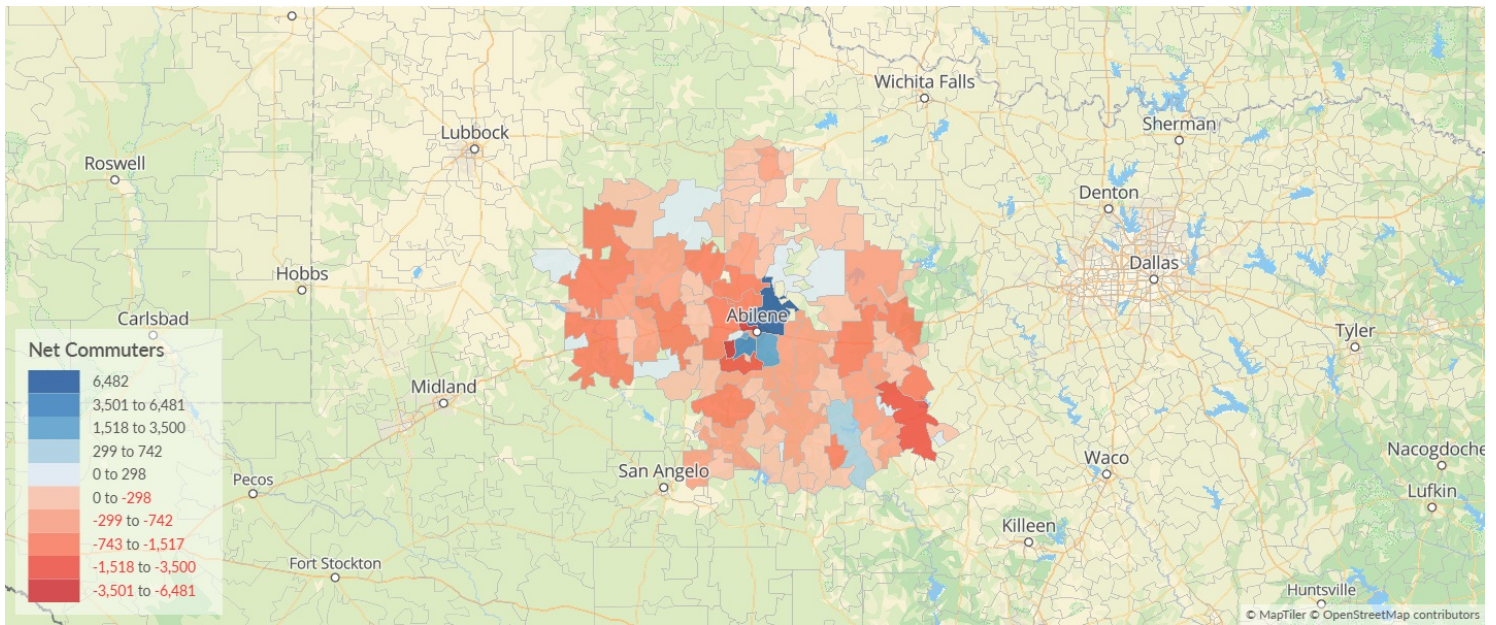 Wichita Falls
Sherman
Lubbock
Roswell
Denton
Dallas
Hobbs
Carlsbad
Abilene
Tyler
Net Commuters
6,482
3,501 to 6,481
1,518 to 3,500
299 to 742
0 to 298
0 to -298
-299 to -742
-743 to -1,517
-1,518 to -3,500
-3,501 to -6,481
Midland
San Angelo
Pecos
Waco
Nacogdoche
Lufkin
Killeen
Fort Stockton
Huntsville
© MapTiler © OpenStreetMap contributors